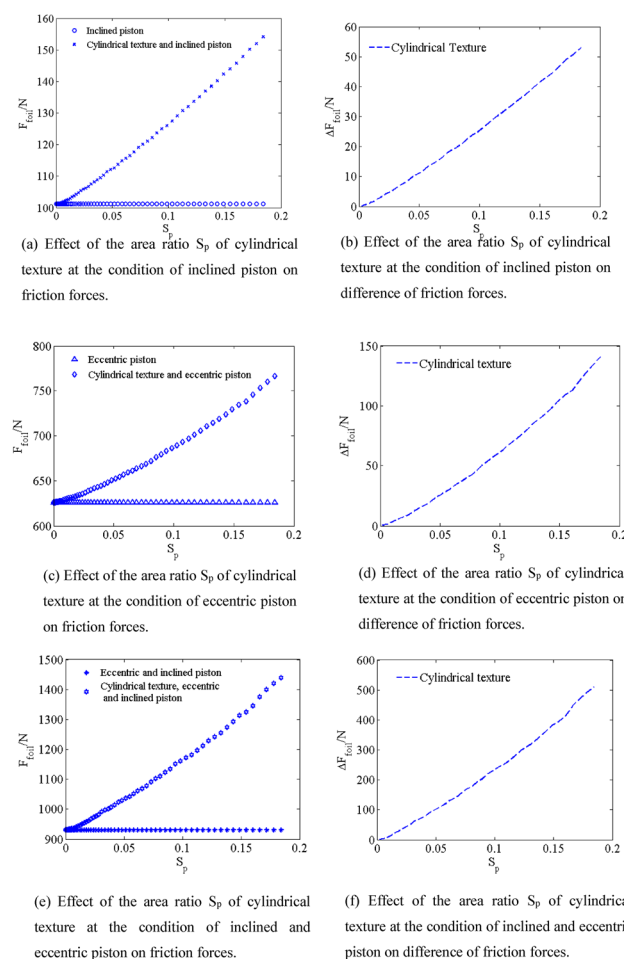 160
150
140
130
120
110
100
F_foil/N
Inclined piston
Cylindrical texture and inclined piston
0 0.05 0.1 0.15 0.2
S_p
(a) Effect of the area ratio S_p of cylindrical
texture at the condition of inclined piston on
friction forces.
60
50
40
30
20
10
0
ΔF_foil/N
Cylindrical Texture
0 0.05 0.1 0.15 0.2
S_p
(b) Effect of the area ratio S_p of cylindrical
texture at the condition of inclined piston on
difference of friction forces.
800
750
700
650
600
F_foil/N
Eccentric piston
Cylindrical texture and eccentric piston
0 0.05 0.1 0.15 0.2
S_p
(c) Effect of the area ratio S_p of cylindrical
texture at the condition of eccentric piston
on friction forces.
150
100
50
0
ΔF_foil/N
Cylindrical texture
0 0.05 0.1 0.15 0.2
S_p
(d) Effect of the area ratio S_p of cylindrica
texture at the condition of eccentric piston o
difference of friction forces.
1500
1400
1300
1200
1100
1000
900
F_foil/N
Eccentric and inclined piston
Cylindrical texture, eccentric
and inclined piston
0 0.05 0.1 0.15 0.2
S_p
(e) Effect of the area ratio S_p of cylindrical
texture at the condition of inclined and
eccentric piston on friction forces.
600
500
400
300
200
100
0
ΔF_foil/N
Cylindrical texture
0 0.05 0.1 0.15 0.2
S_p
(f) Effect of the area ratio S_p of cylindrica
texture at the condition of inclined and eccentri
piston on difference of friction forces.